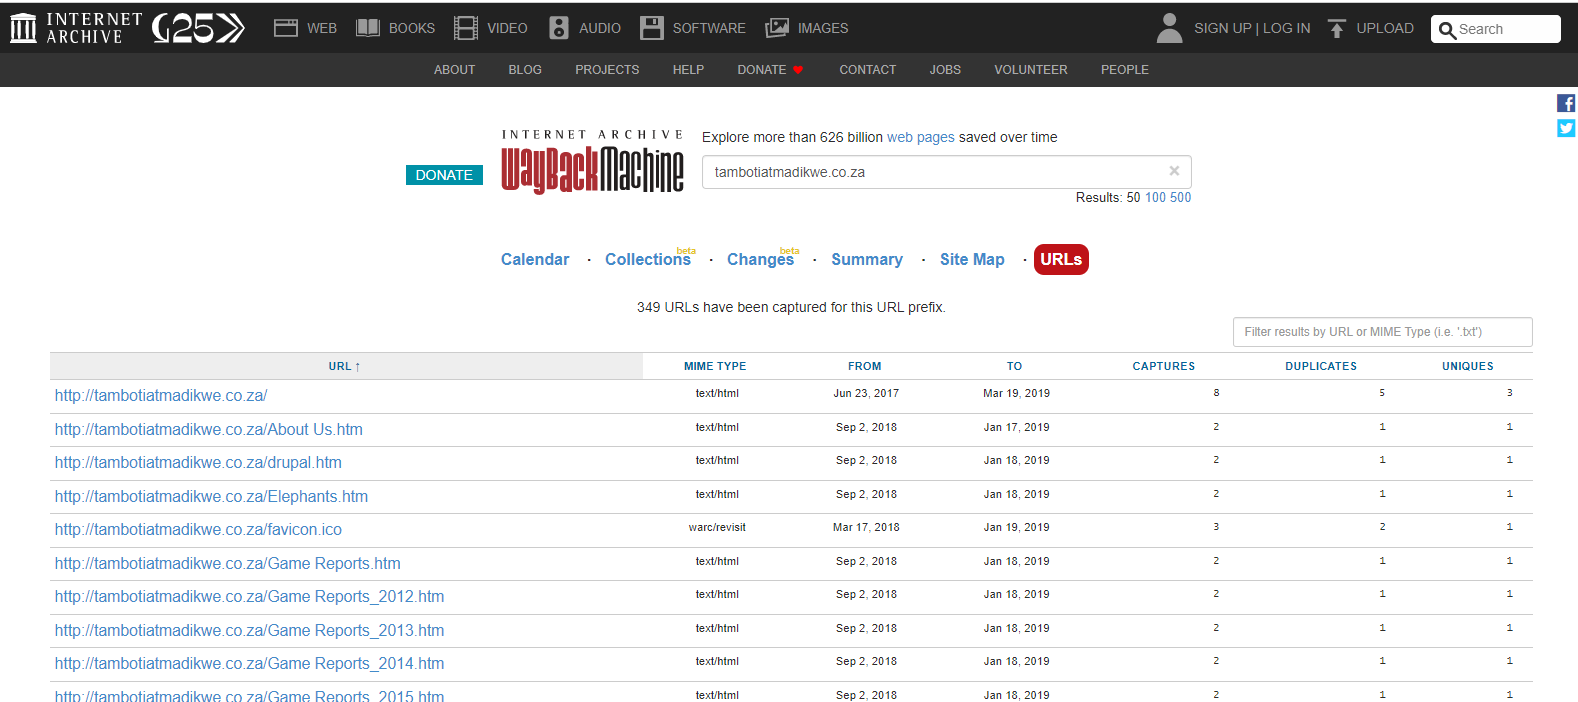 INTERNET ARCHIVE 25 WEB BOOKS VIDEO AUDIO SOFTWARE IMAGES SIGN UP | LOG IN UPLOAD Search
ABOUT BLOG PROJECTS HELP DONATE CONTACT JOBS VOLUNTEER PEOPLE
DONATE
INTERNET ARCHIVE
WayBackMachine
Explore more than 626 billion web pages saved over time
tambotiatmadikwe.co.za ×
Results: 50 100 500
Calendar · Collections beta · Changes beta · Summary · Site Map · URLs
349 URLs have been captured for this URL prefix.
Filter results by URL or MIME Type (i.e. '.txt')
URL ↑ MIME TYPE FROM TO CAPTURES DUPLICATES UNIQUES
http://tambotiatmadikwe.co.za/ text/html Jun 23, 2017 Mar 19, 2019 8 5 3
http://tambotiatmadikwe.co.za/About Us.htm text/html Sep 2, 2018 Jan 17, 2019 2 1 1
http://tambotiatmadikwe.co.za/drupal.htm text/html Sep 2, 2018 Jan 18, 2019 2 1 1
http://tambotiatmadikwe.co.za/Elephants.htm text/html Sep 2, 2018 Jan 18, 2019 2 1 1
http://tambotiatmadikwe.co.za/favicon.ico warc/revisit Mar 17, 2018 Jan 19, 2019 3 2 1
http://tambotiatmadikwe.co.za/Game Reports.htm text/html Sep 2, 2018 Jan 18, 2019 2 1 1
http://tambotiatmadikwe.co.za/Game Reports_2012.htm text/html Sep 2, 2018 Jan 18, 2019 2 1 1
http://tambotiatmadikwe.co.za/Game Reports_2013.htm text/html Sep 2, 2018 Jan 18, 2019 2 1 1
http://tambotiatmadikwe.co.za/Game Reports_2014.htm text/html Sep 2, 2018 Jan 18, 2019 2 1 1
http://tambotiatmadikwe.co.za/Game Reports_2015.htm text/html Sep 2, 2018 Jan 18, 2019 2 1 1